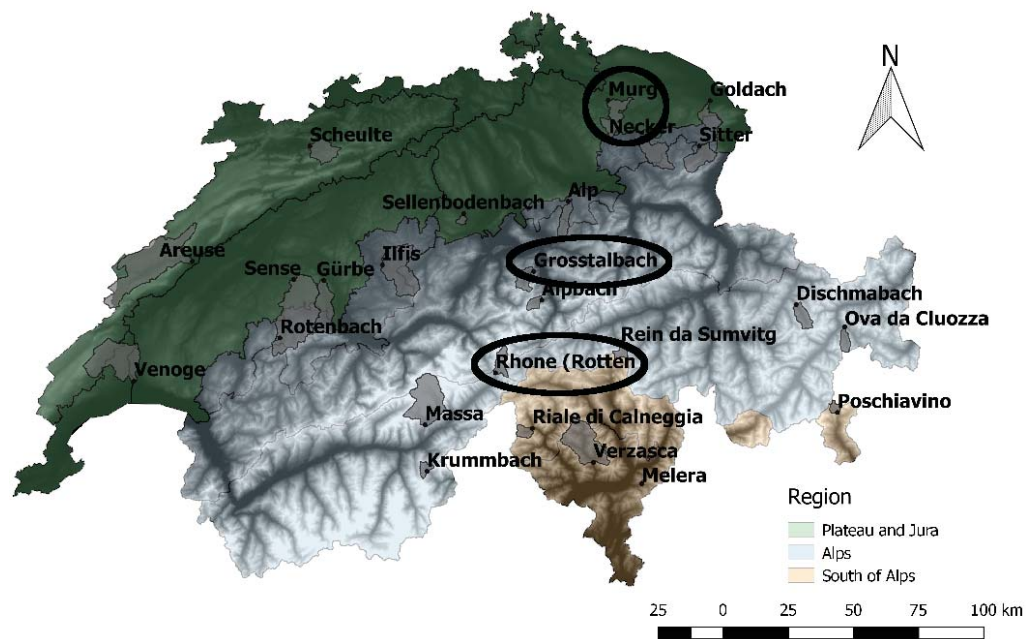 N
Murg
Goldach
Necker
Sitter
Scheulte
Alp
Sellenbodenbach
Areuse
Ilfis
Grosstalbach
Sense
Gürbe
Alpbach
Dischmabach
Ova da Cluozza
Rotenbach
Rein da Sumvitg
Rhone (Rotten
Venoge
Massa
Riale di Calneggia
Poschiavino
Krummbach
Verzasca
Melera
Region
Plateau and Jura
Alps
South of Alps
25 0 25 50 75 100 km